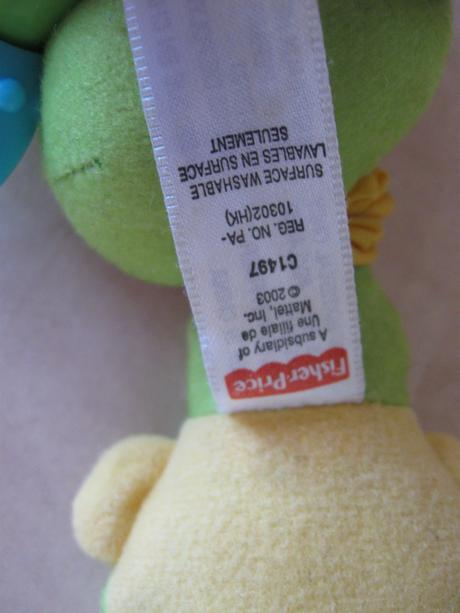 Fisher-Price
A subsidiary of
Une filiale de
Mattel, Inc.
© 2003
C1497
REG. NO. PA-
10302(HK)
SURFACE WASHABLE
LAVABLES EN SURFACE
SEULEMENT